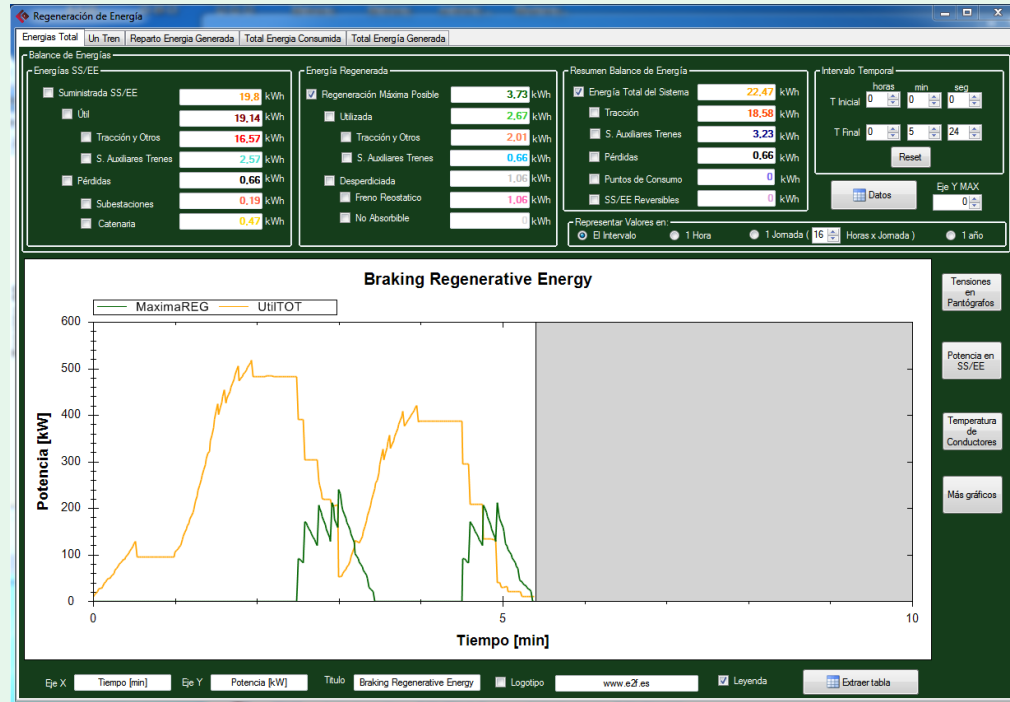 Regeneración de Energía
Energias Total Un Tren Reparto Energia Generada Total Energia Consumida Total Energía Generada
Balance de Energías
Energías SS/EE
Suministrada SS/EE 19,8 kWh
Útil 19,14 kWh
Tracción y Otros 16,57 kWh
S. Auxiliares Trenes 2,57 kWh
Pérdidas 0,66 kWh
Subestaciones 0,19 kWh
Catenaria 0,47 kWh
Energía Regenerada
Regeneración Máxima Posible 3,73 kWh
Utilizada 2,67 kWh
Tracción y Otros 2,01 kWh
S. Auxiliares Trenes 0,66 kWh
Desperdiciada 1,06 kWh
Freno Reostatico 1,06 kWh
No Absorbible 0 kWh
Resumen Balance de Energía
Energía Total del Sistema 22,47 kWh
Tracción 18,58 kWh
S. Auxiliares Trenes 3,23 kWh
Pérdidas 0,66 kWh
Puntos de Consumo 0 kWh
SS/EE Reversibles 0 kWh
Intervalo Temporal
horas min seg
T Inicial 0 0 0
T Final 0 5 24
Reset
Datos
Eje Y MAX
0
Representar Valores en:
El Intervalo 1 Hora 1 Jornada ( 16 Horas x Jornada ) 1 año
Braking Regenerative Energy
MaximaREG UtilTOT
600
500
400
300
200
100
0
Potencia [kW]
0 5 10
Tiempo [min]
Tensiones
en
Pantógrafos
Potencia en
SS/EE
Temperatura
de
Conductores
Más gráficos
Eje X Tiempo [min] Eje Y Potencia [kW] Titulo Braking Regenerative Energy Logotipo www.e2f.es Leyenda Extraer tabla